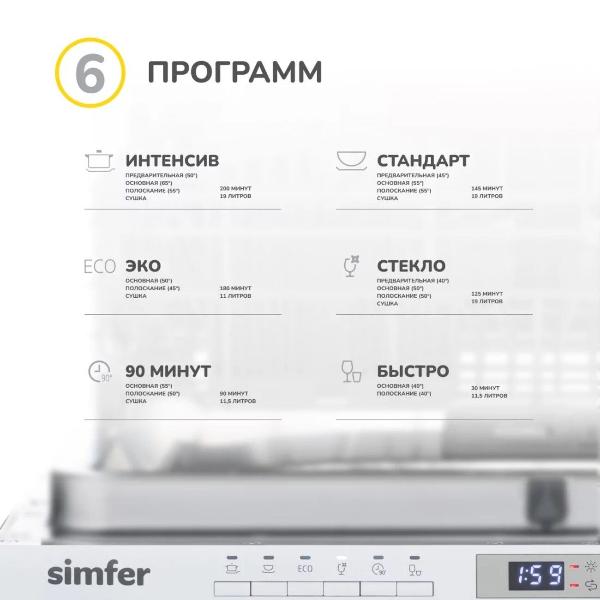 6 ПРОГРАММ
ИНТЕНСИВ
ПРЕДВАРИТЕЛЬНАЯ (50°)
ОСНОВНАЯ (65°)
ПОЛОСКАНИЕ (55°)
СУШКА
200 МИНУТ
19 ЛИТРОВ
СТАНДАРТ
ПРЕДВАРИТЕЛЬНАЯ (45°)
ОСНОВНАЯ (55°)
ПОЛОСКАНИЕ (55°)
СУШКА
145 МИНУТ
19 ЛИТРОВ
ECO ЭКО
ОСНОВНАЯ (50°)
ПОЛОСКАНИЕ (45°)
СУШКА
180 МИНУТ
11 ЛИТРОВ
СТЕКЛО
ПРЕДВАРИТЕЛЬНАЯ (40°)
ОСНОВНАЯ (50°)
ПОЛОСКАНИЕ (50°)
СУШКА
125 МИНУТ
19 ЛИТРОВ
90° 90 МИНУТ
ОСНОВНАЯ (55°)
ПОЛОСКАНИЕ (50°)
СУШКА
90 МИНУТ
11,5 ЛИТРОВ
БЫСТРО
ОСНОВНАЯ (40°)
ПОЛОСКАНИЕ (40°)
30 МИНУТ
11,5 ЛИТРОВ
simfer
ECO
90'
1:59